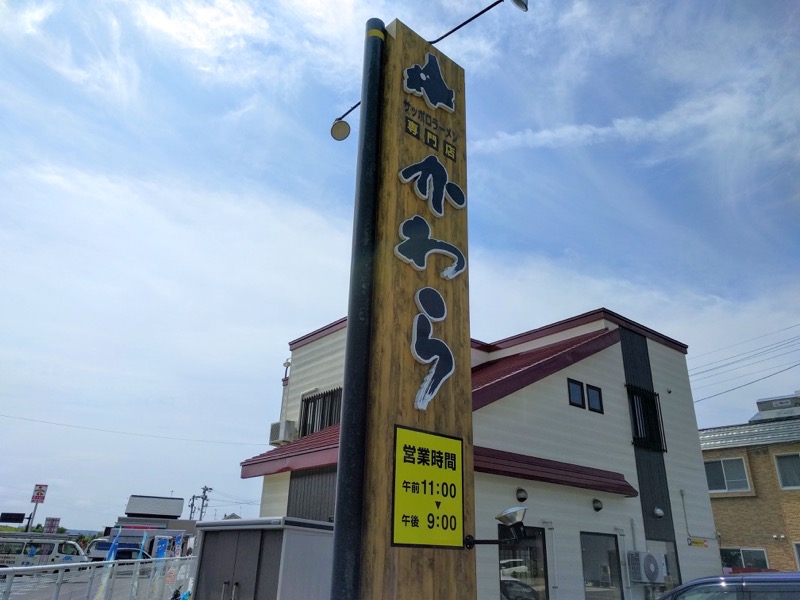 サッポロラーメン
専門店
かわら
営業時間
午前11:00
▼
午後 9:00